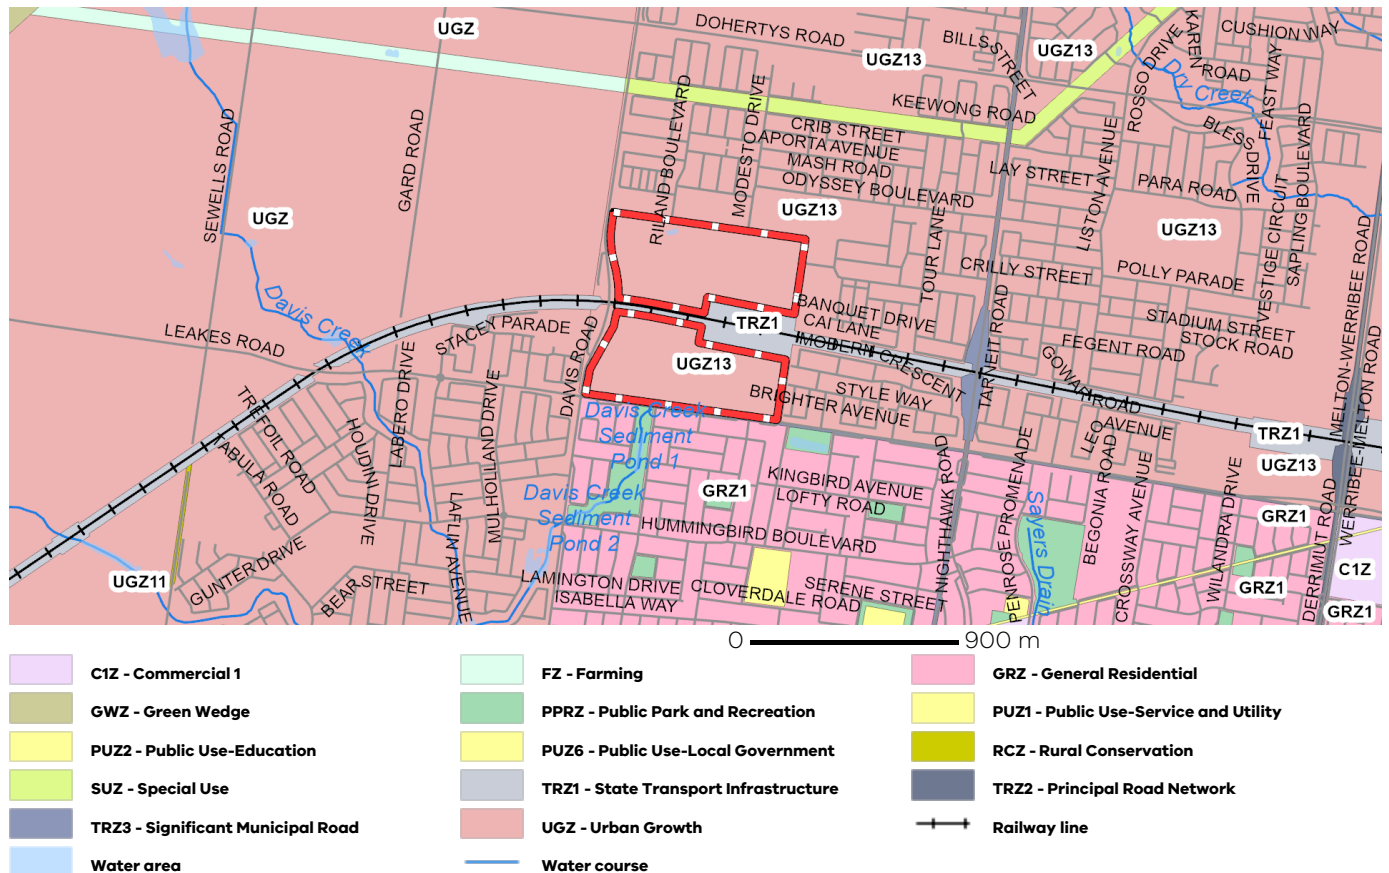 UGZ
DOHERTYS ROAD
BILLS STREET
UGZ13
UGZ13
KAREN ROAD
CUSHION WAY
ROSSO DRIVE
Dry Creek
FEAST WAY
KEEWONG ROAD
SEWELLS ROAD
GARD ROAD
RILAND BOULEVARD
MODESTO DRIVE
CRIB STREET
APORTA AVENUE
MASH ROAD
ODYSSEY BOULEVARD
LAY STREET
LISTON AVENUE
BLESS DRIVE
PARA ROAD
SAPLING BOULEVARD
UGZ
UGZ13
UGZ13
TOUR LANE
VESTIGE CIRCUIT
CRILLY STREET
POLLY PARADE
MELTON-WERRIBEE ROAD
Davis Creek
LEAKES ROAD
STACEY PARADE
DAVIS ROAD
TRZ1
BANQUET DRIVE
CAI LANE
MODERN CRESCENT
TARNEIT ROAD
STADIUM STREET
STOCK ROAD
FEGENT ROAD
GOWAH ROAD
WERRIBEE-MELTON ROAD
UGZ13
STYLE WAY
BRIGHTER AVENUE
LABERO DRIVE
TREFOIL ROAD
TABULA ROAD
HOUDINI DRIVE
MULHOLLAND DRIVE
LAFLIN AVENUE
Davis Creek
Sediment
Pond 1
LEO AVENUE
TRZ1
UGZ13
GRZ1
KINGBIRD AVENUE
LOFTY ROAD
NIGHTHAWK ROAD
PENROSE PROMENADE
BEGONIA ROAD
CROSSWAY AVENUE
WILANDRA DRIVE
DERRIMUT ROAD
Davis Creek
Sediment
Pond 2
HUMMINGBIRD BOULEVARD
Sayers Drain
GRZ1
UGZ11
GUNTER DRIVE
BEAR STREET
LAMINGTON DRIVE
ISABELLA WAY
CLOVERDALE ROAD
SERENE STREET
GRZ1
C1Z
GRZ1
0 900 m
C1Z - Commercial 1
FZ - Farming
GRZ - General Residential
GWZ - Green Wedge
PPRZ - Public Park and Recreation
PUZ1 - Public Use-Service and Utility
PUZ2 - Public Use-Education
PUZ6 - Public Use-Local Government
RCZ - Rural Conservation
SUZ - Special Use
TRZ1 - State Transport Infrastructure
TRZ2 - Principal Road Network
TRZ3 - Significant Municipal Road
UGZ - Urban Growth
Railway line
Water area
Water course